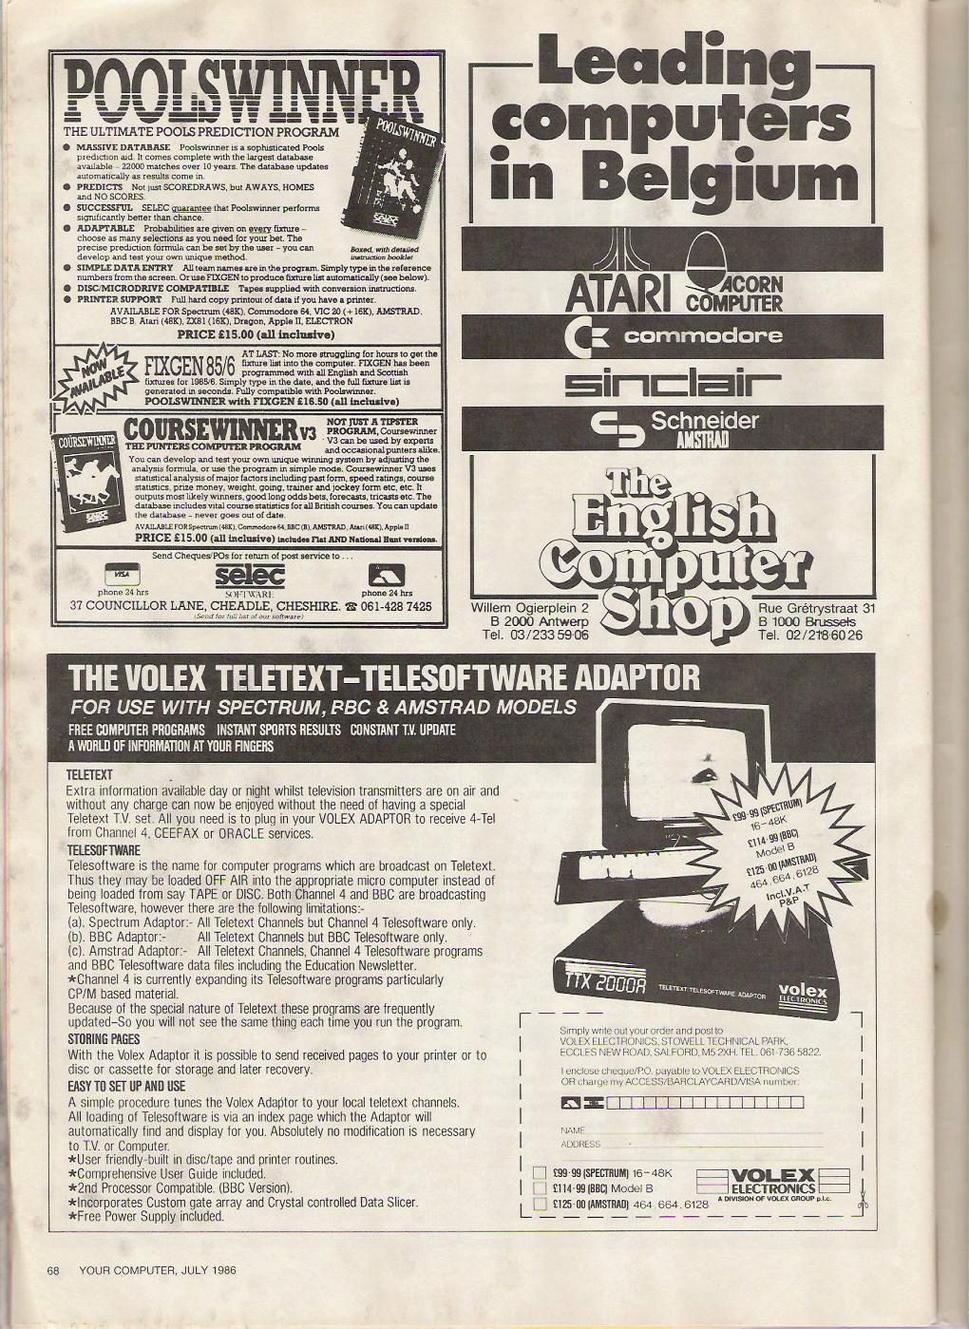 POOLSWINNER
THE ULTIMATE POOLS PREDICTION PROGRAM
● MASSIVE DATABASE Poolswinner is a sophisticated Pools
prediction aid. It comes complete with the largest database
available – 22000 matches over 10 years. The database updates
automatically as results come in.
● PREDICTS Not just SCOREDRAWS, but AWAYS, HOMES
and NO SCORES.
● SUCCESSFUL SELEC guarantee that Poolswinner performs
significantly better than chance.
● ADAPTABLE Probabilities are given on every fixture –
choose as many selections as you need for your bet. The
precise prediction formula can be set by the user – you can
develop and test your own unique method.
● SIMPLE DATA ENTRY All team names are in the program. Simply type in the reference
numbers from the screen. Or use FIXGEN to produce fixture list automatically (see below).
● DISC/MICRODRIVE COMPATIBLE Tapes supplied with conversion instructions.
● PRINTER SUPPORT Full hard copy printout of data if you have a printer.
AVAILABLE FOR Spectrum (48K), Commodore 64, VIC 20 (+16K), AMSTRAD,
BBC B, Atari (48K), ZX81 (16K), Dragon, Apple II, ELECTRON
PRICE £15.00 (all inclusive)
POOLSWINNER
SELEC
Boxed, with detailed
instruction booklet
NOW
AVAILABLE
FIXGEN 85/6
AT LAST: No more struggling for hours to get the
fixture list into the computer. FIXGEN has been
programmed with all English and Scottish
fixtures for 1985/6. Simply type in the date, and the full fixture list is
generated in seconds. Fully compatible with Poolswinner.
POOLSWINNER with FIXGEN £16.50 (all inclusive)
COURSEWINNER
COURSEWINNER V3
THE PUNTERS COMPUTER PROGRAM
NOT JUST A TIPSTER
PROGRAM, Coursewinner
V3 can be used by experts
and occasional punters alike.
You can develop and test your own unique winning system by adjusting the
analysis formula, or use the program in simple mode. Coursewinner V3 uses
statistical analysis of major factors including past form, speed ratings, course
statistics, prize money, weight, going, trainer and jockey form etc, etc. It
outputs most likely winners, good long odds bets, forecasts, tricasts etc. The
database includes vital course statistics for all British courses. You can update
the database – never goes out of date.
AVAILABLE FOR Spectrum (48K), Commodore 64, BBC (B), AMSTRAD, Atari (48K), Apple II
PRICE £15.00 (all inclusive) includes Flat AND National Hunt versions.
Send Cheques/POs for return of post service to . . .
VISA
phone 24 hrs
selec
SOFTWARE
phone 24 hrs
37 COUNCILLOR LANE, CHEADLE, CHESHIRE. ☎ 061-428 7425
(Send for full list of our software)
Leading
computers
in Belgium
ATARI
ACORN
COMPUTER
commodore
sinclair
Schneider
AMSTRAD
The
English
Computer
Shop
Willem Ogierplein 2
B 2000 Antwerp
Tel. 03/233 59 06
Rue Grétrystraat 31
B 1000 Brussels
Tel. 02/218 60 26
THE VOLEX TELETEXT–TELESOFTWARE ADAPTOR
FOR USE WITH SPECTRUM, BBC & AMSTRAD MODELS
FREE COMPUTER PROGRAMS INSTANT SPORTS RESULTS CONSTANT T.V. UPDATE
A WORLD OF INFORMATION AT YOUR FINGERS
TELETEXT
Extra information available day or night whilst television transmitters are on air and
without any charge can now be enjoyed without the need of having a special
Teletext T.V. set. All you need is to plug in your VOLEX ADAPTOR to receive 4-Tel
from Channel 4, CEEFAX or ORACLE services.
TELESOFTWARE
Telesoftware is the name for computer programs which are broadcast on Teletext.
Thus they may be loaded OFF AIR into the appropriate micro computer instead of
being loaded from say TAPE or DISC. Both Channel 4 and BBC are broadcasting
Telesoftware, however there are the following limitations:-
(a). Spectrum Adaptor:- All Teletext Channels but Channel 4 Telesoftware only.
(b). BBC Adaptor:- All Teletext Channels but BBC Telesoftware only.
(c). Amstrad Adaptor:- All Teletext Channels, Channel 4 Telesoftware programs
and BBC Telesoftware data files including the Education Newsletter.
*Channel 4 is currently expanding its Telesoftware programs particularly
CP/M based material.
Because of the special nature of Teletext these programs are frequently
updated–So you will not see the same thing each time you run the program.
STORING PAGES
With the Volex Adaptor it is possible to send received pages to your printer or to
disc or cassette for storage and later recovery.
EASY TO SET UP AND USE
A simple procedure tunes the Volex Adaptor to your local teletext channels.
All loading of Telesoftware is via an index page which the Adaptor will
automatically find and display for you. Absolutely no modification is necessary
to T.V. or Computer.
*User friendly-built in disc/tape and printer routines.
*Comprehensive User Guide included.
*2nd Processor Compatible. (BBC Version).
*Incorporates Custom gate array and Crystal controlled Data Slicer.
*Free Power Supply included.
£99·99 (SPECTRUM)
16-48K
£114·99 (BBC)
Model B
£125·00 (AMSTRAD)
464, 664, 6128
Incl. V.A.T
P&P
TTX 2000A
TELETEXT/TELESOFTWARE ADAPTOR
volex
ELECTRONICS
Simply write out your order and post to
VOLEX ELECTRONICS, STOWELL TECHNICAL PARK,
ECCLES NEW ROAD, SALFORD, M5 2XH. TEL. 061-736 5822.
I enclose cheque/P.O. payable to VOLEX ELECTRONICS
OR charge my ACCESS/BARCLAYCARD/VISA number:
NAME
ADDRESS
£99·99 (SPECTRUM) 16-48K
£114·99 (BBC) Model B
£125·00 (AMSTRAD) 464, 664, 6128
VOLEX
ELECTRONICS
A DIVISION OF VOLEX GROUP p.l.c.
68 YOUR COMPUTER, JULY 1986